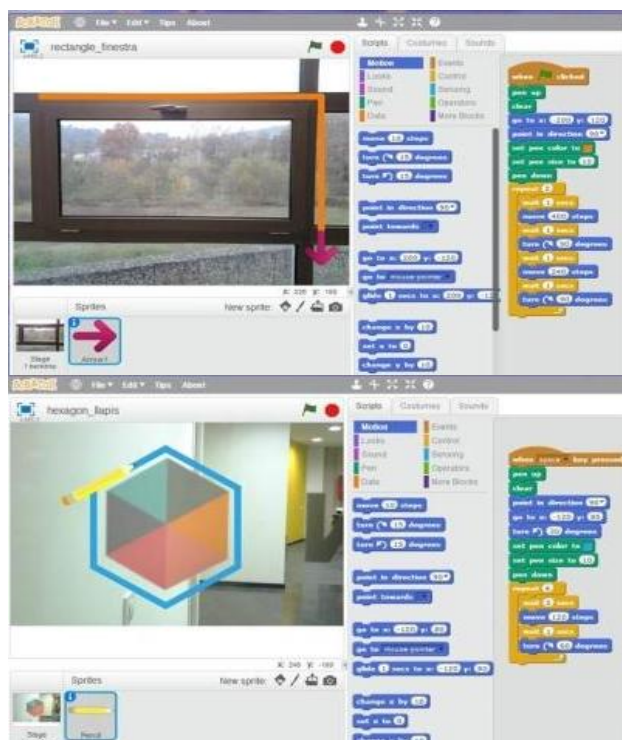 SCRATCH File Edit Tips About
rectangle_finestra
Scripts Costumes Sounds
Motion Events
Looks Control
Sound Sensing
Pen Operators
Data More Blocks
move 10 steps
turn 15 degrees
turn 15 degrees
point in direction 90
point towards
go to x: 200 y: -120
go to mouse-pointer
glide 1 secs to x: 200 y:
change x by 10
set x to 0
change y by 10
when clicked
pen up
clear
go to x: -200 y: 120
point in direction 90
set pen color to
set pen size to
pen down
repeat 2
wait 1 secs
move 400 steps
wait 1 secs
turn 90 degrees
wait 1 secs
move 240 steps
wait 1 secs
turn 90 degrees
Sprites New sprite:
Stage
1 backdrop
Arrow1
SCRATCH File Edit Tips About
hexagon_llapis
Scripts Costumes Sounds
Motion Events
Looks Control
Sound Sensing
Pen Operators
Data More Blocks
move 10 steps
turn 15 degrees
turn 15 degrees
point in direction 90
point towards
go to x: -120 y: 80
go to mouse-pointer
glide 1 secs to x: -120 y: 80
change x by 10
set x to 0
change y by 10
when space key pressed
pen up
clear
point in direction 90
go to x: -120 y: 80
turn 30 degrees
set pen color to
set pen size to 10
pen down
repeat
wait secs
move 120 steps
wait 1 secs
turn 60 degrees
Sprites New sprite:
Stage
Pencil